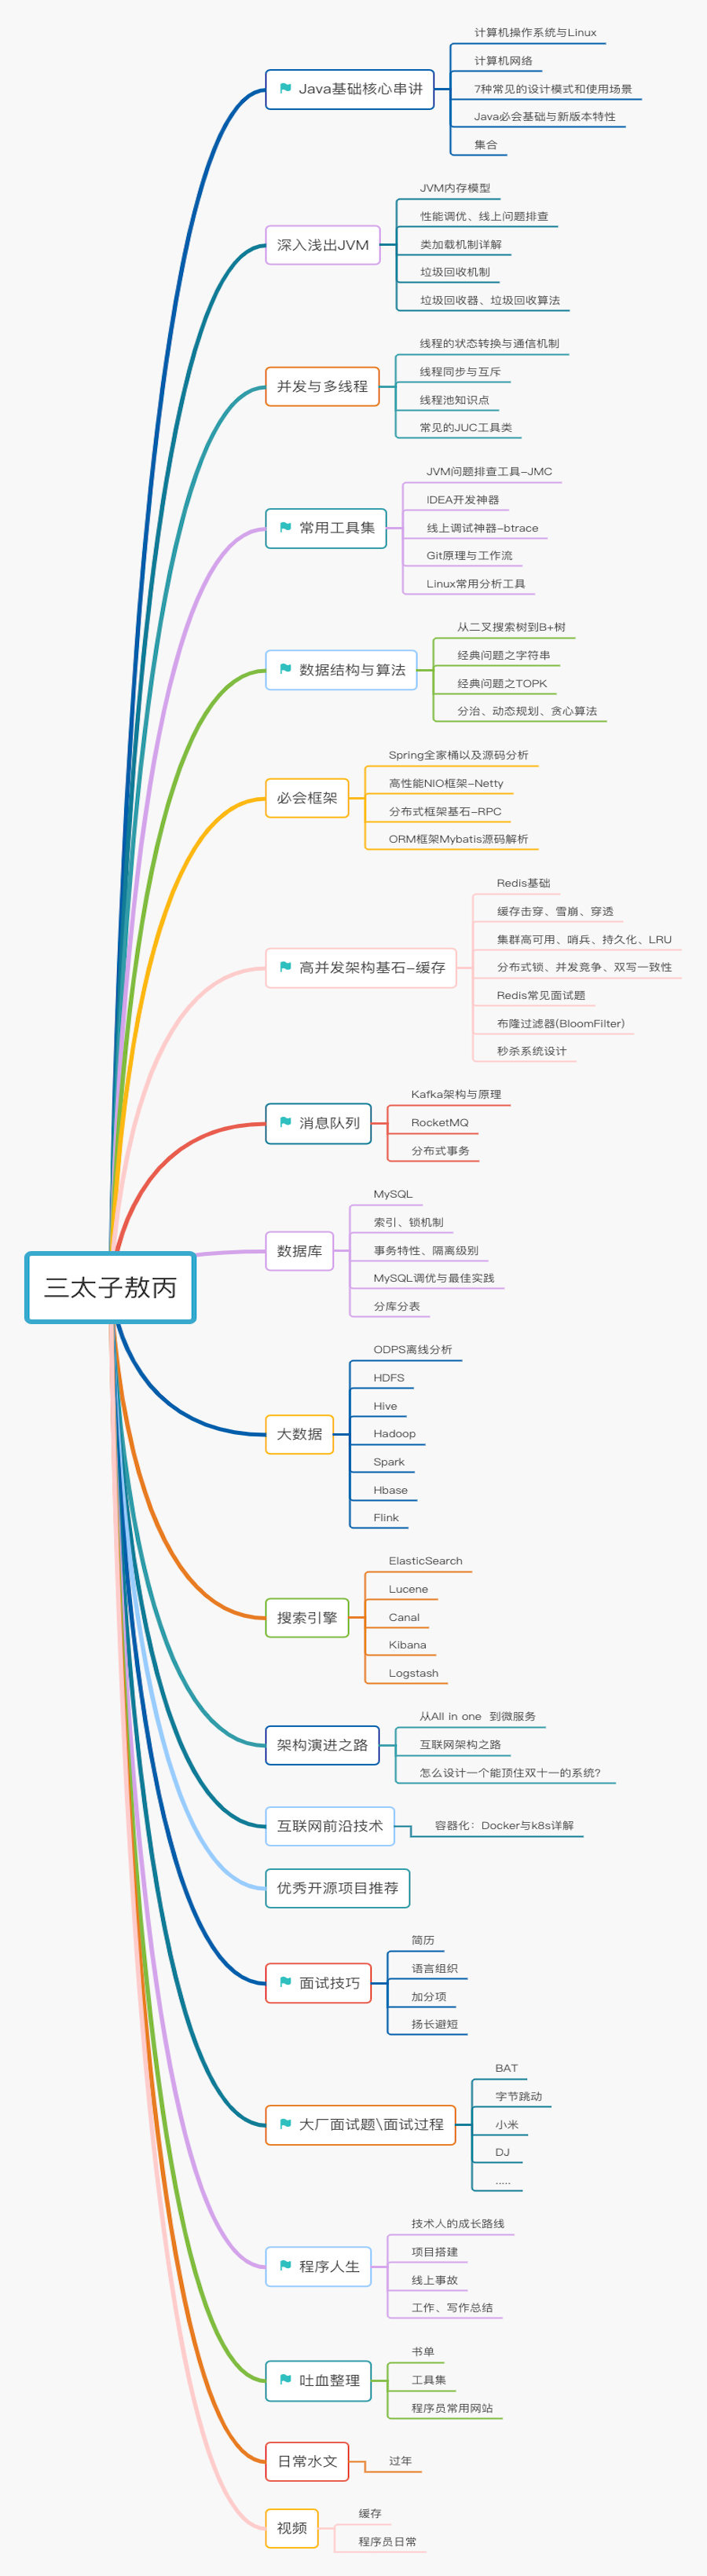 计算机操作系统与Linux
计算机网络
Java基础核心串讲
7种常见的设计模式和使用场景
Java必会基础与新版本特性
集合
JVM内存模型
性能调优、线上问题排查
深入浅出JVM
类加载机制详解
垃圾回收机制
垃圾回收器、垃圾回收算法
线程的状态转换与通信机制
线程同步与互斥
并发与多线程
线程池知识点
常见的JUC工具类
JVM问题排查工具-JMC
IDEA开发神器
常用工具集
线上调试神器-btrace
Git原理与工作流
Linux常用分析工具
从二叉搜索树到B+树
经典问题之字符串
数据结构与算法
经典问题之TOPK
分治、动态规划、贪心算法
Spring全家桶以及源码分析
高性能NIO框架-Netty
必会框架
分布式框架基石-RPC
ORM框架Mybatis源码解析
Redis基础
缓存击穿、雪崩、穿透
集群高可用、哨兵、持久化、LRU
高并发架构基石-缓存
分布式锁、并发竞争、双写一致性
Redis常见面试题
布隆过滤器(BloomFilter)
秒杀系统设计
Kafka架构与原理
消息队列
RocketMQ
分布式事务
MySQL
索引、锁机制
数据库
事务特性、隔离级别
MySQL调优与最佳实践
分库分表
三太子敖丙
ODPS离线分析
HDFS
Hive
大数据
Hadoop
Spark
Hbase
Flink
ElasticSearch
Lucene
搜索引擎
Canal
Kibana
Logstash
从All in one 到微服务
架构演进之路
互联网架构之路
怎么设计一个能顶住双十一的系统?
互联网前沿技术
容器化：Docker与k8s详解
优秀开源项目推荐
简历
语言组织
面试技巧
加分项
扬长避短
BAT
字节跳动
大厂面试题\面试过程
小米
DJ
.....
技术人的成长路线
项目搭建
程序人生
线上事故
工作、写作总结
书单
吐血整理
工具集
程序员常用网站
日常水文
过年
缓存
视频
程序员日常